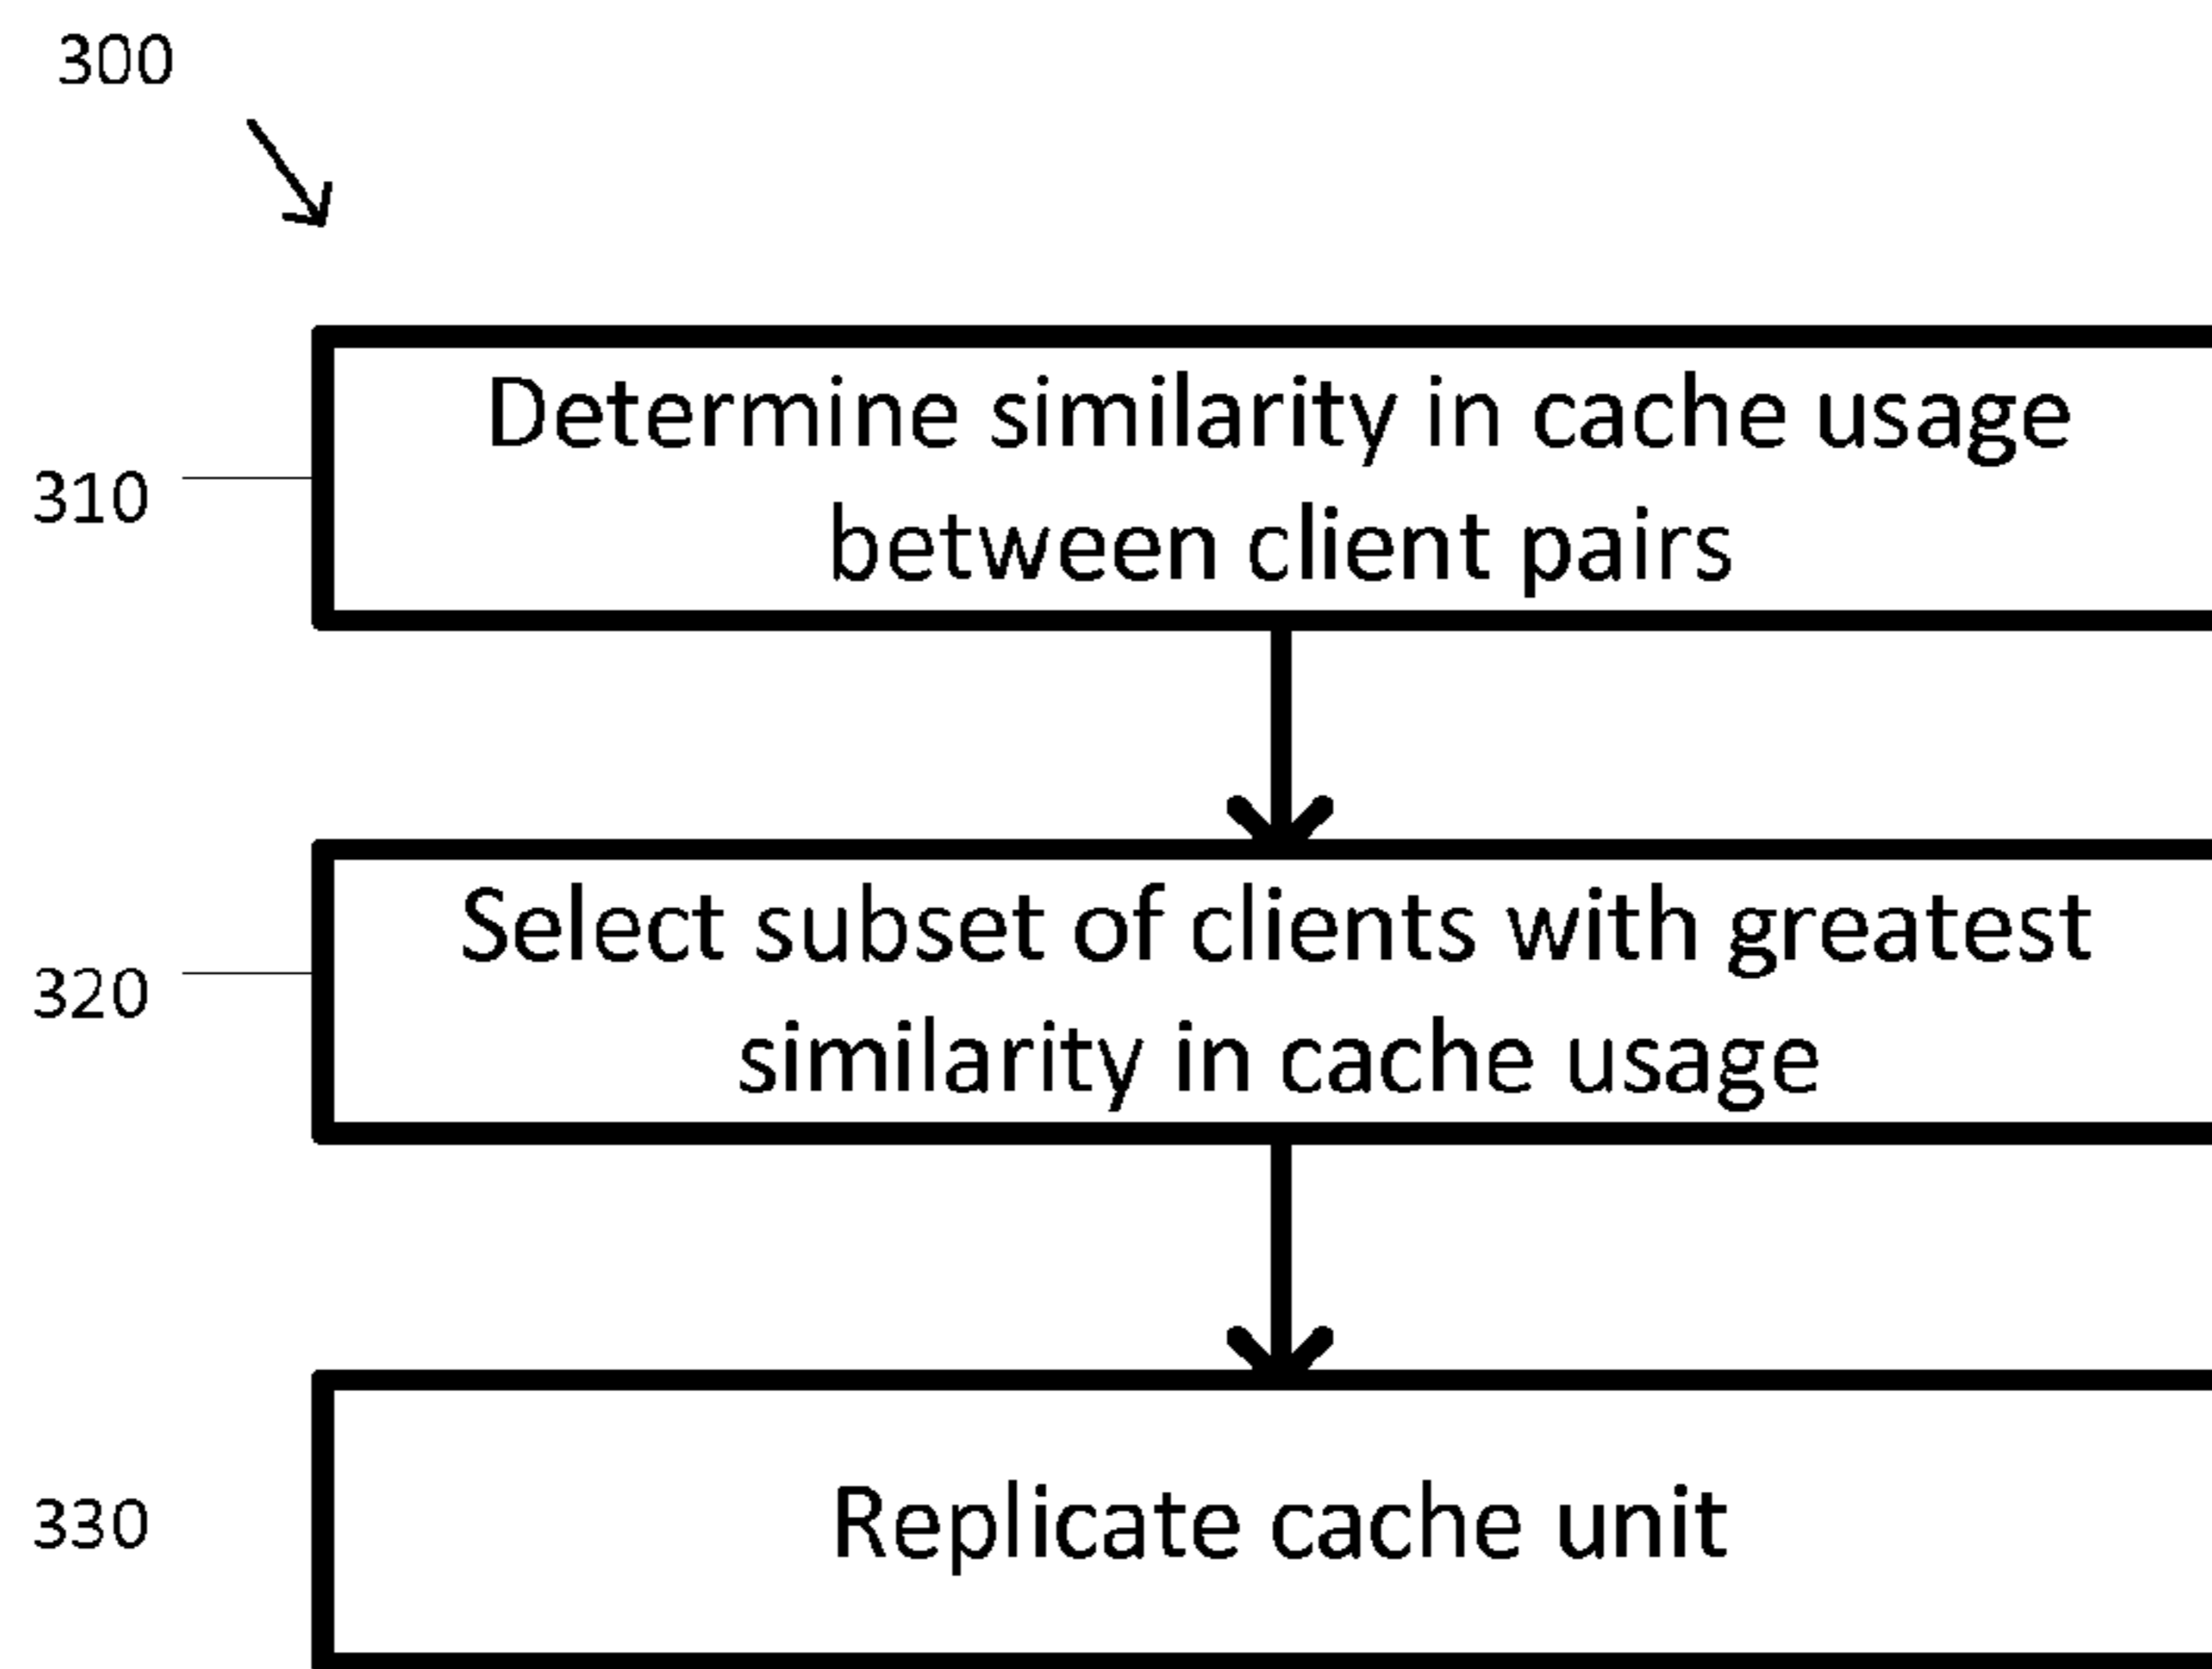 300
310
Determine similarity in cache usage
between client pairs
320
Select subset of clients with greatest
similarity in cache usage
330
Replicate cache unit